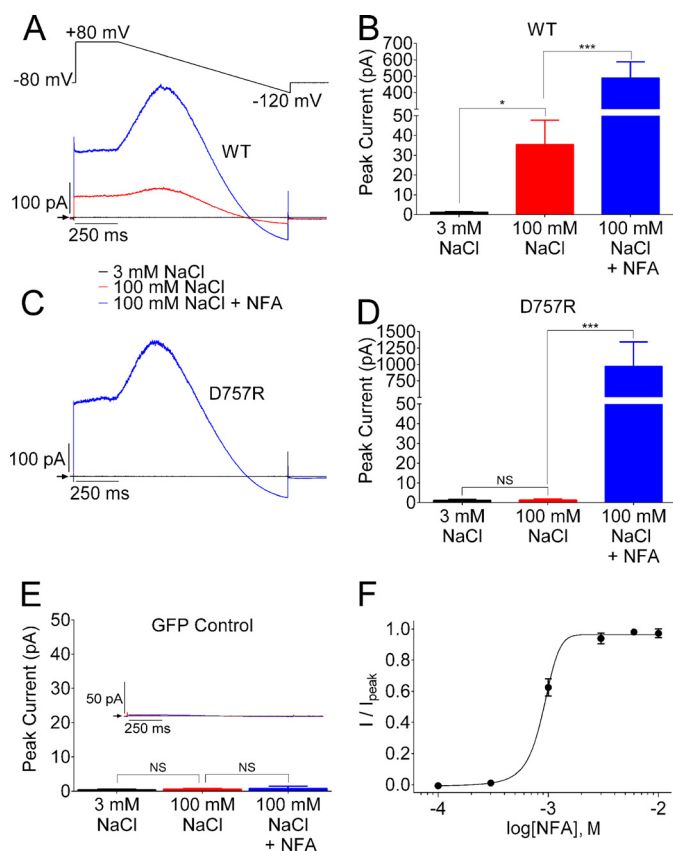 A
+80 mV
-80 mV
-120 mV
WT
100 pA
250 ms
3 mM NaCl
100 mM NaCl
100 mM NaCl + NFA
B
WT
Peak Current (pA)
700
600
500
400
50
40
30
20
10
0
*
***
3 mM
NaCl
100 mM
NaCl
100 mM
NaCl
+ NFA
C
D757R
100 pA
250 ms
D
D757R
Peak Current (pA)
1500
1250
1000
750
50
40
30
20
10
0
NS
***
3 mM
NaCl
100 mM
NaCl
100 mM
NaCl
+ NFA
E
GFP Control
Peak Current (pA)
50
40
30
20
10
0
50 pA
250 ms
NS
NS
3 mM
NaCl
100 mM
NaCl
100 mM
NaCl
+ NFA
F
I / Ipeak
1.0
0.8
0.6
0.4
0.2
0.0
-4
-3
-2
log[NFA], M